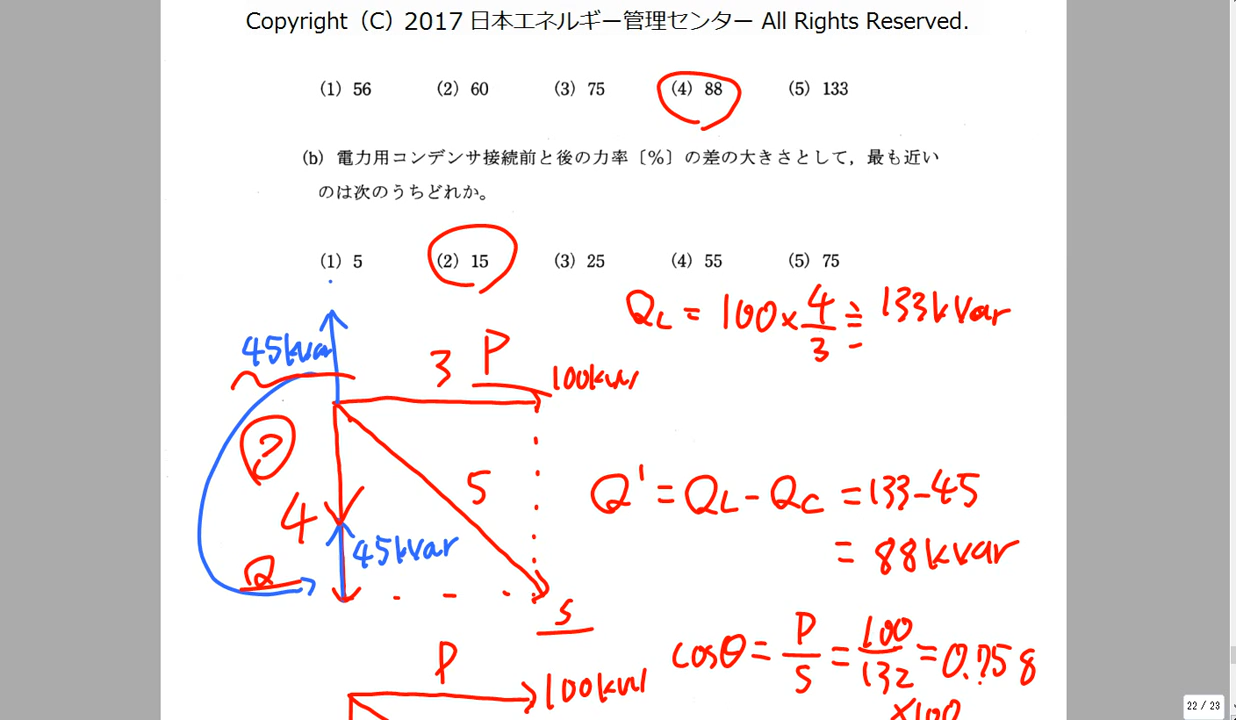 Copyright（C）2017 日本エネルギー管理センター All Rights Reserved.
(1) 56 (2) 60 (3) 75 (4) 88 (5) 133
(b) 電力用コンデンサ接続前と後の力率〔%〕の差の大きさとして，最も近い
のは次のうちどれか。
(1) 5 (2) 15 (3) 25 (4) 55 (5) 75
QL = 100 × 4/3 ≒ 133kVar
45kvar
3 P
100kW
?
5
Q' = QL - QC = 133-45
4
45kvar
= 88kvar
Q
S
cosθ = P/S = 100/132 = 0.758
×100
P
100kW
22 / 23